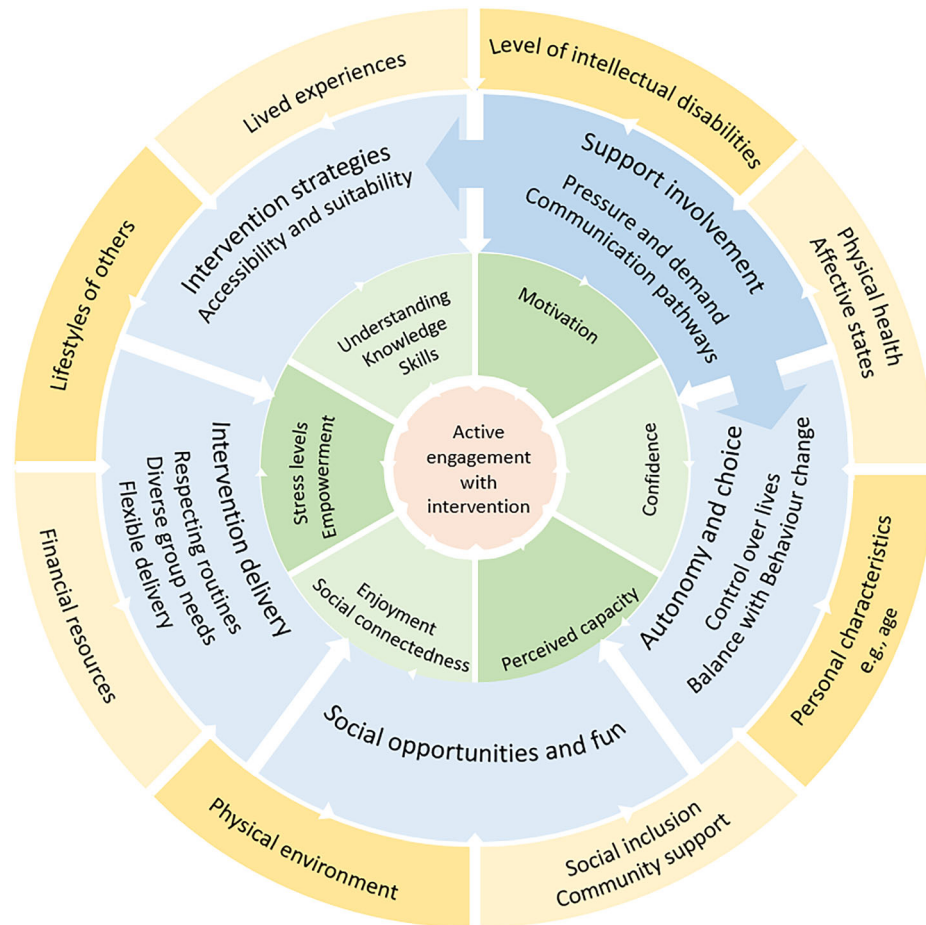 Lived experiences
Level of intellectual disabilities
Physical health
Affective states
Personal characteristics
e.g., age
Social inclusion
Community support
Physical environment
Financial resources
Lifestyles of others
Intervention strategies
Accessibility and suitability
Support involvement
Pressure and demand
Communication pathways
Autonomy and choice
Control over lives
Balance with Behaviour change
Social opportunities and fun
Intervention delivery
Respecting routines
Diverse group needs
Flexible delivery
Understanding
Knowledge
Skills
Motivation
Confidence
Perceived capacity
Enjoyment
Social connectedness
Stress levels
Empowerment
Active
engagement
with
intervention